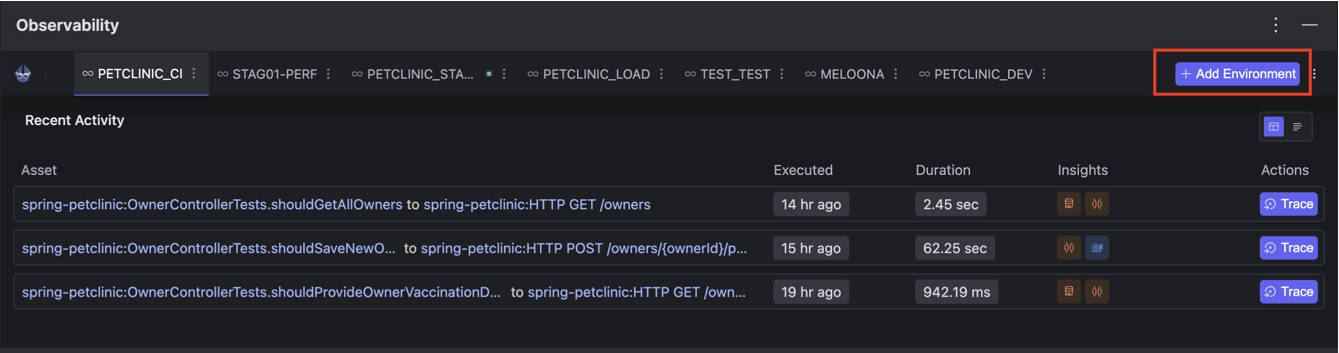 Observability
PETCLINIC_CI STAG01-PERF PETCLINIC_STA... PETCLINIC_LOAD TEST_TEST MELOONA PETCLINIC_DEV + Add Environment
Recent Activity
Asset Executed Duration Insights Actions
spring-petclinic:OwnerControllerTests.shouldGetAllOwners to spring-petclinic:HTTP GET /owners 14 hr ago 2.45 sec Trace
spring-petclinic:OwnerControllerTests.shouldSaveNewO... to spring-petclinic:HTTP POST /owners/{ownerId}/p... 15 hr ago 62.25 sec Trace
spring-petclinic:OwnerControllerTests.shouldProvideOwnerVaccinationD... to spring-petclinic:HTTP GET /own... 19 hr ago 942.19 ms Trace